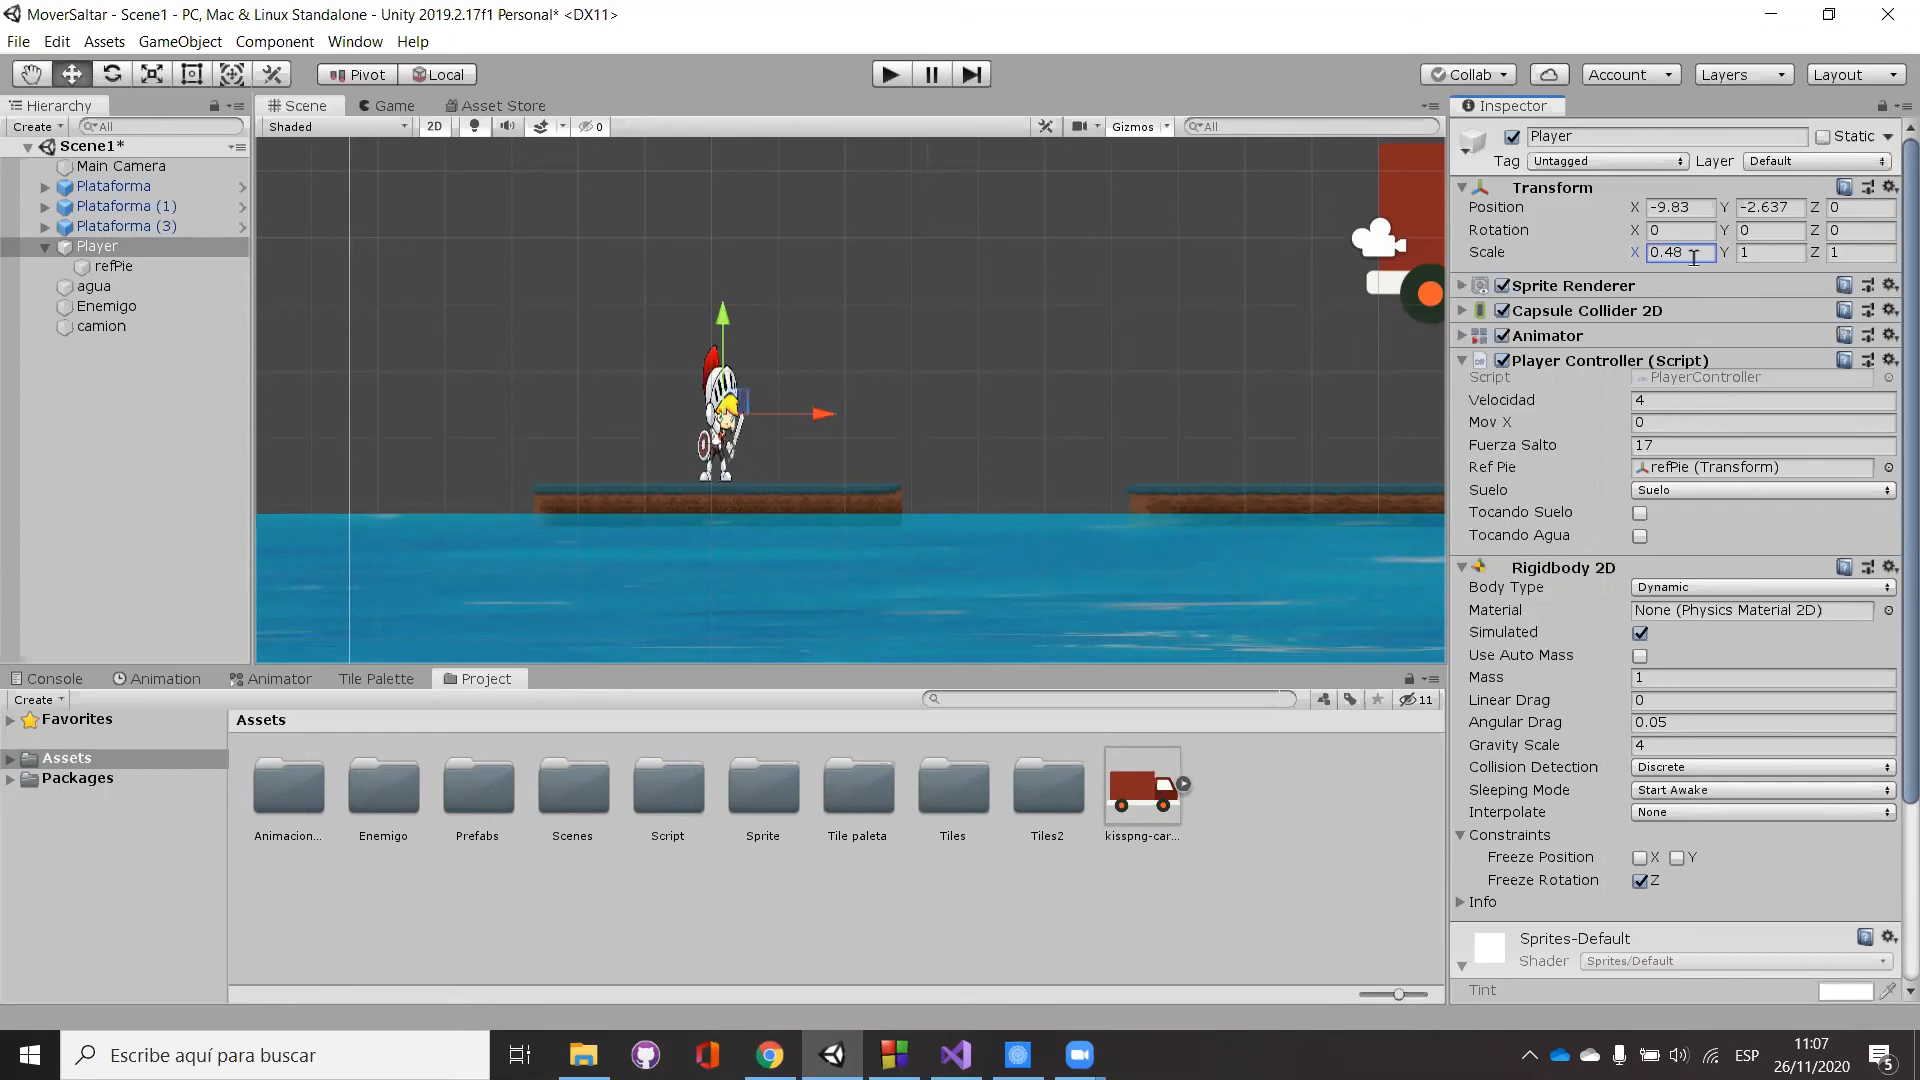 MoverSaltar - Scene1 - PC, Mac & Linux Standalone - Unity 2019.2.17f1 Personal* <DX11>
File Edit Assets GameObject Component Window Help
Pivot Local Collab Account Layers Layout
Hierarchy Scene Game Asset Store Inspector
Create All Shaded 2D 0 Gizmos All
Scene1*
Main Camera
Plataforma
Plataforma (1)
Plataforma (3)
Player
refPie
agua
Enemigo
camion
Player Static
Tag Untagged Layer Default
Transform
Position X -9.83 Y -2.637 Z 0
Rotation X 0 Y 0 Z 0
Scale X 0.48 Y 1 Z 1
Sprite Renderer
Capsule Collider 2D
Animator
Player Controller (Script)
Script PlayerController
Velocidad 4
Mov X 0
Fuerza Salto 17
Ref Pie refPie (Transform)
Suelo Suelo
Tocando Suelo
Tocando Agua
Rigidbody 2D
Body Type Dynamic
Material None (Physics Material 2D)
Simulated
Use Auto Mass
Mass 1
Linear Drag 0
Angular Drag 0.05
Gravity Scale 4
Collision Detection Discrete
Sleeping Mode Start Awake
Interpolate None
Constraints
Freeze Position X Y
Freeze Rotation Z
Info
Sprites-Default
Shader Sprites/Default
Tint
Console Animation Animator Tile Palette Project
Create 11
Favorites
Assets
Packages
Assets
Animacion... Enemigo Prefabs Scenes Script Sprite Tile paleta Tiles Tiles2 kisspng-car...
Escribe aquí para buscar
ESP
11:07
26/11/2020
5